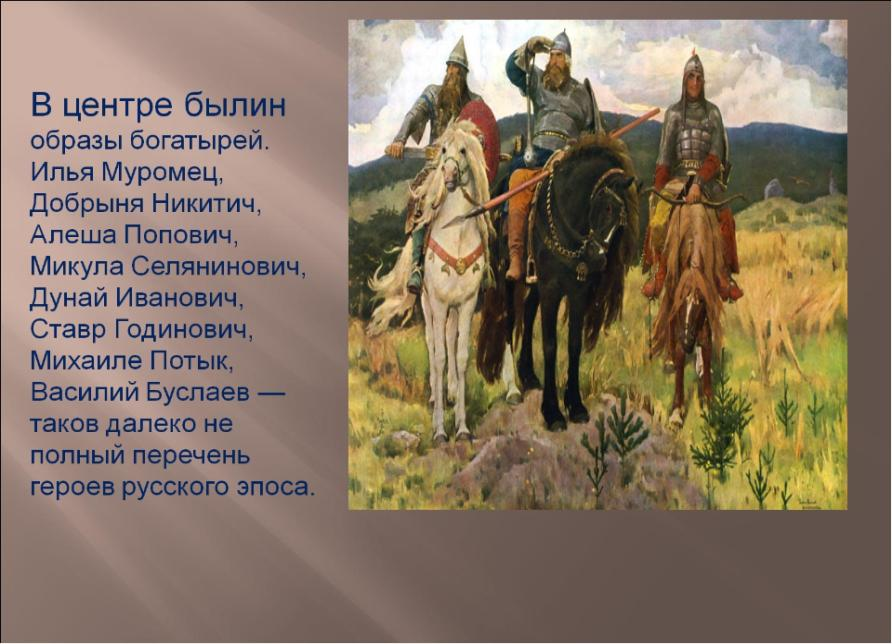 В центре былин
образы богатырей.
Илья Муромец,
Добрыня Никитич,
Алеша Попович,
Микула Селянинович,
Дунай Иванович,
Ставр Годинович,
Михаиле Потык,
Василий Буслаев —
таков далеко не
полный перечень
героев русского эпоса.